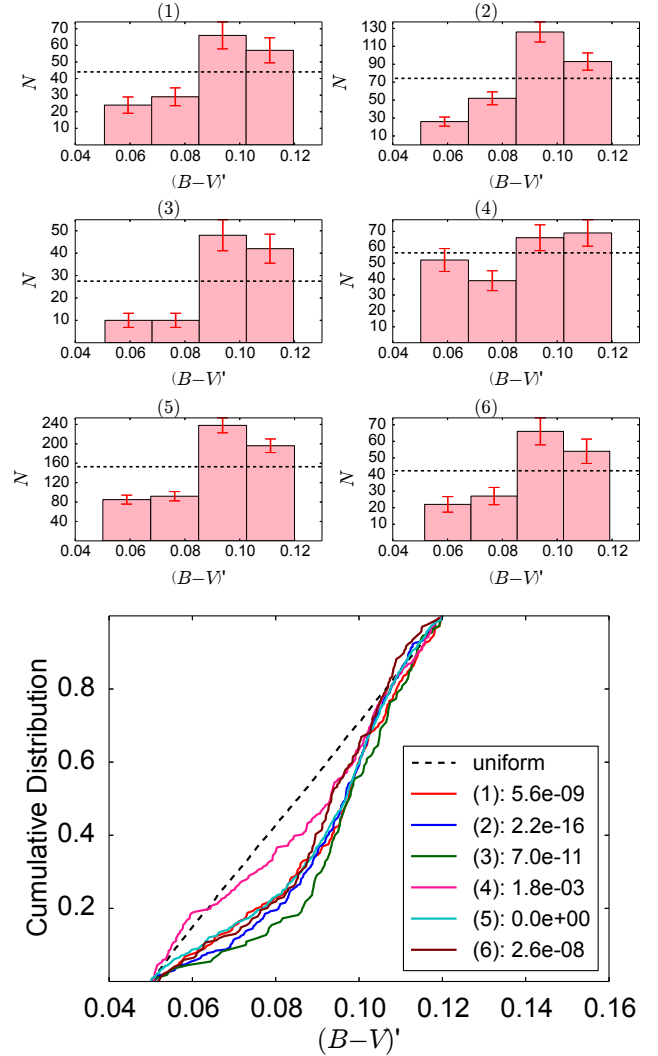 (1)
70
60
50
40
30
20
10
N
0.04 0.06 0.08 0.10 0.12
(B−V)'
(2)
130
110
90
70
50
30
10
N
0.04 0.06 0.08 0.10 0.12
(B−V)'
(3)
50
40
30
20
10
N
0.04 0.06 0.08 0.10 0.12
(B−V)'
(4)
70
60
50
40
30
20
10
N
0.04 0.06 0.08 0.10 0.12
(B−V)'
(5)
240
200
160
120
80
40
N
0.04 0.06 0.08 0.10 0.12
(B−V)'
(6)
70
60
50
40
30
20
10
N
0.04 0.06 0.08 0.10 0.12
(B−V)'
Cumulative Distribution
0.8
0.6
0.4
0.2
uniform
(1): 5.6e-09
(2): 2.2e-16
(3): 7.0e-11
(4): 1.8e-03
(5): 0.0e+00
(6): 2.6e-08
0.04 0.06 0.08 0.10 0.12 0.14 0.16
(B−V)'